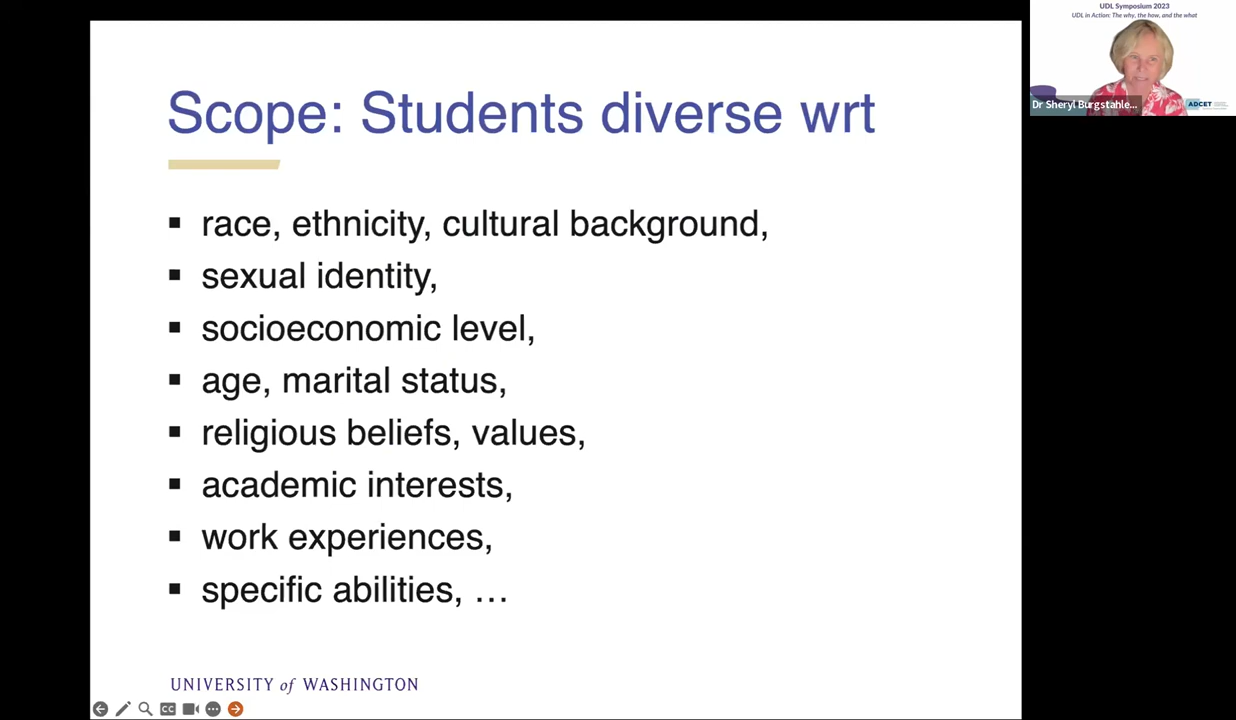 Scope: Students diverse wrt
race, ethnicity, cultural background,
sexual identity,
socioeconomic level,
age, marital status,
religious beliefs, values,
academic interests,
work experiences,
specific abilities, …
UNIVERSITY of WASHINGTON
CC
UDL Symposium 2023
UDL in Action: The why, the how, and the what
Dr Sheryl Burgstahle...
ADCET